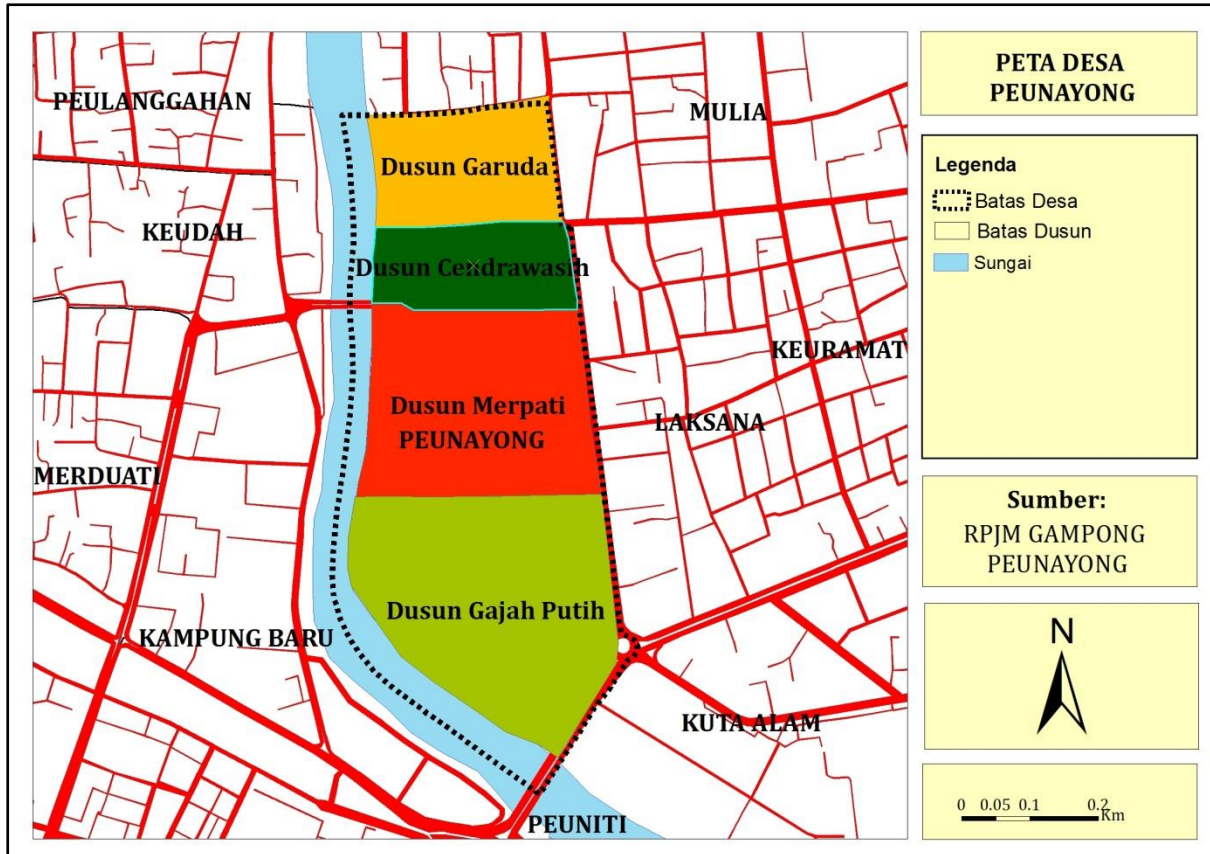 PEULANGGAHAN
MULIA
Dusun Garuda
KEUDAH
Dusun Cendrawasih
KEURAMAT
Dusun Merpati
PEUNAYONG
LAKSANA
MERDUATI
Dusun Gajah Putih
KAMPUNG BARU
KUTA ALAM
PEUNITI
PETA DESA
PEUNAYONG
Legenda
Batas Desa
Batas Dusun
Sungai
Sumber:
RPJM GAMPONG
PEUNAYONG
N
0 0.05 0.1 0.2
Km